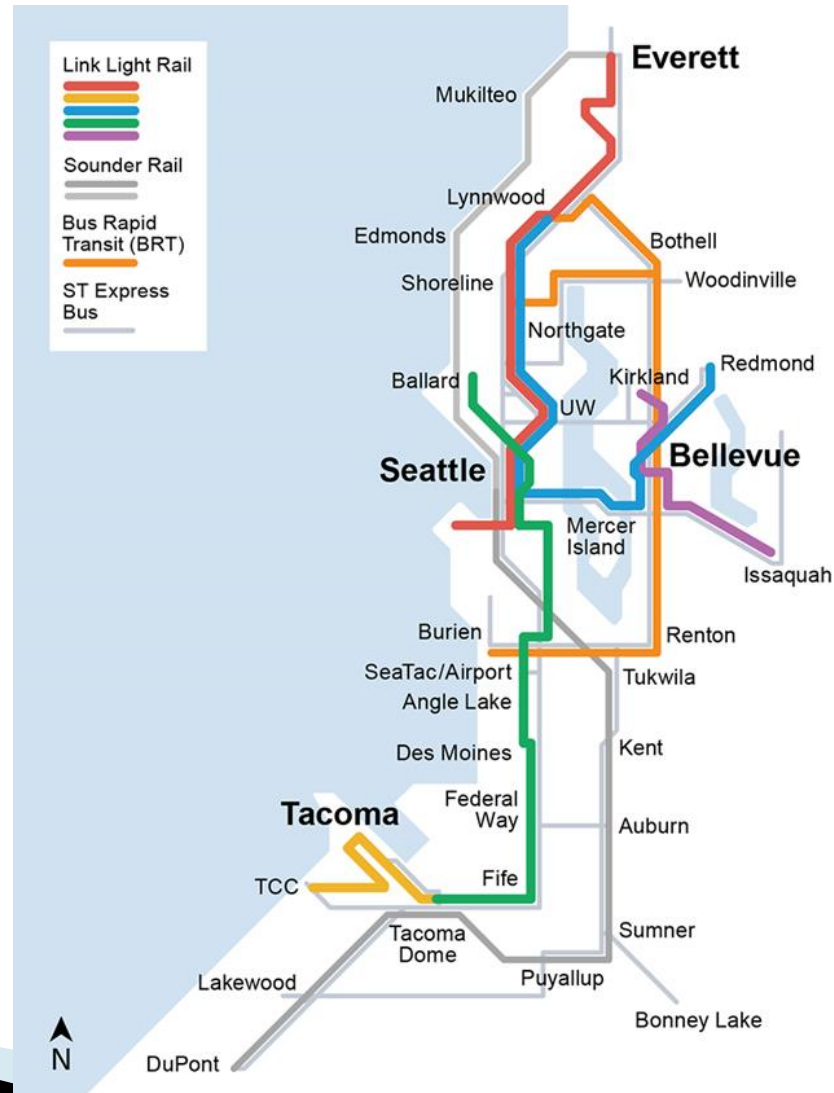 Link Light Rail
Sounder Rail
Bus Rapid
Transit (BRT)
ST Express
Bus
Everett
Mukilteo
Lynnwood
Edmonds
Bothell
Shoreline
Woodinville
Northgate
Ballard
Kirkland
Redmond
UW
Seattle
Bellevue
Mercer
Island
Issaquah
Burien
Renton
SeaTac/Airport
Tukwila
Angle Lake
Des Moines
Kent
Federal
Way
Auburn
Tacoma
TCC
Fife
Tacoma
Dome
Sumner
Puyallup
Lakewood
Bonney Lake
DuPont
N